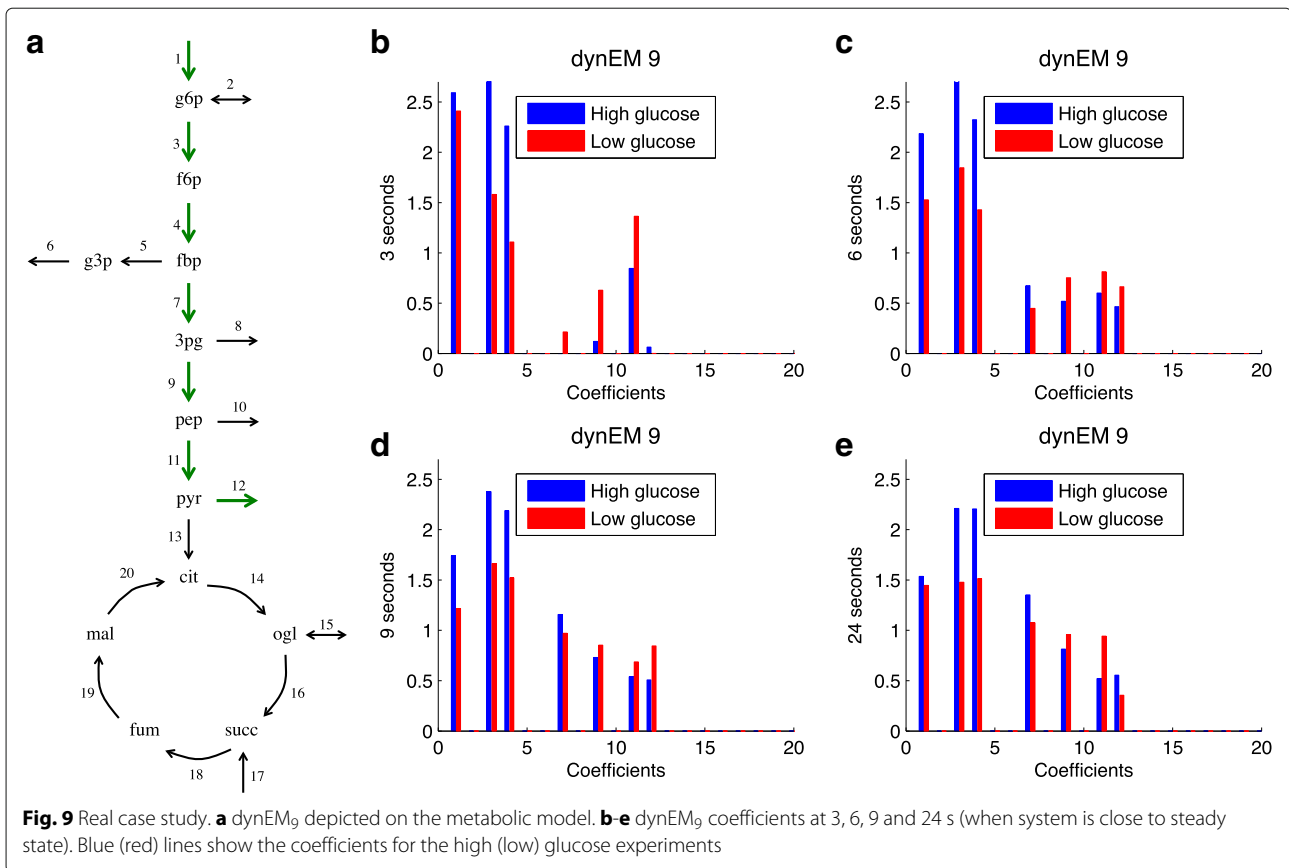 a
1
g6p
2
3
f6p
4
6
g3p
5
fbp
7
3pg
8
9
pep
10
11
pyr
12
13
cit
20
14
mal
ogl
15
19
16
fum
succ
18
17
b
dynEM 9
High glucose
Low glucose
3 seconds
2.5
2
1.5
1
0.5
0
0 5 10 15 20
Coefficients
c
dynEM 9
High glucose
Low glucose
6 seconds
2.5
2
1.5
1
0.5
0
0 5 10 15 20
Coefficients
d
dynEM 9
High glucose
Low glucose
9 seconds
2.5
2
1.5
1
0.5
0
0 5 10 15 20
Coefficients
e
dynEM 9
High glucose
Low glucose
24 seconds
2.5
2
1.5
1
0.5
0
0 5 10 15 20
Coefficients
Fig. 9 Real case study. a dynEM₉ depicted on the metabolic model. b-e dynEM₉ coefficients at 3, 6, 9 and 24 s (when system is close to steady
state). Blue (red) lines show the coefficients for the high (low) glucose experiments